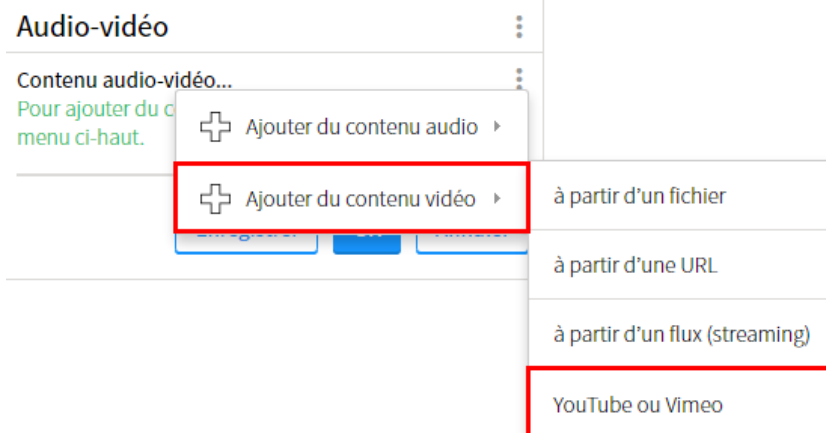 Audio-vidéo
Contenu audio-vidéo...
Pour ajouter du c
menu ci-haut.
Ajouter du contenu audio
Ajouter du contenu vidéo
à partir d'un fichier
à partir d'une URL
à partir d'un flux (streaming)
YouTube ou Vimeo